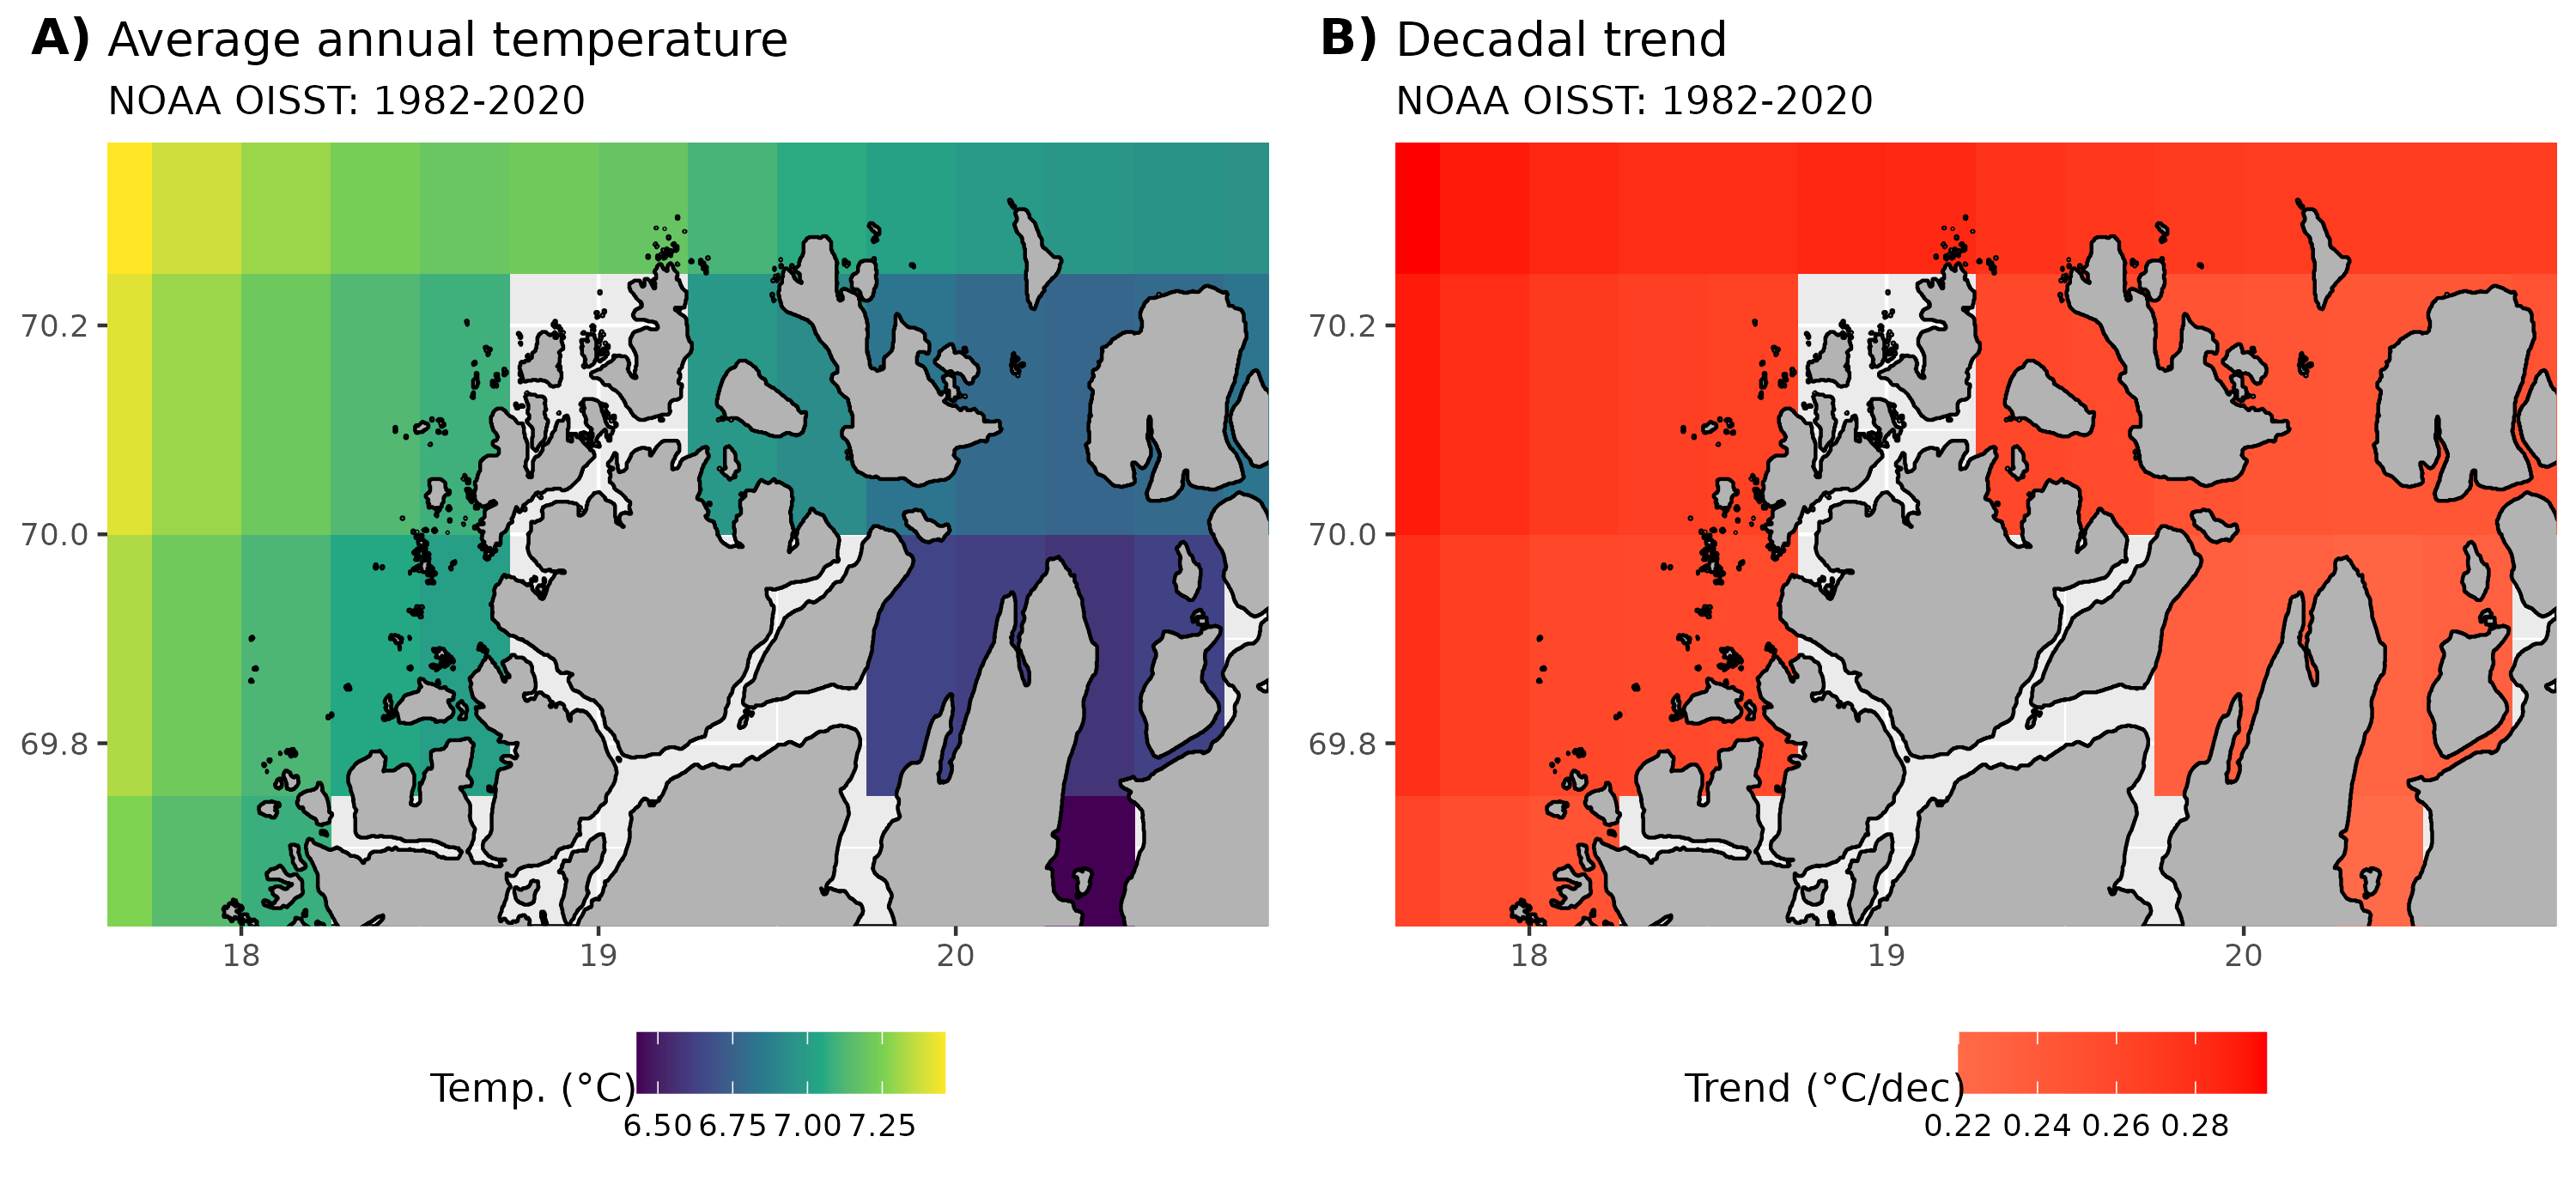 A) Average annual temperature
NOAA OISST: 1982-2020
70.2
70.0
69.8
18 19 20
Temp. (°C)
6.50 6.75 7.00 7.25
B) Decadal trend
NOAA OISST: 1982-2020
70.2
70.0
69.8
18 19 20
Trend (°C/dec)
0.22 0.24 0.26 0.28